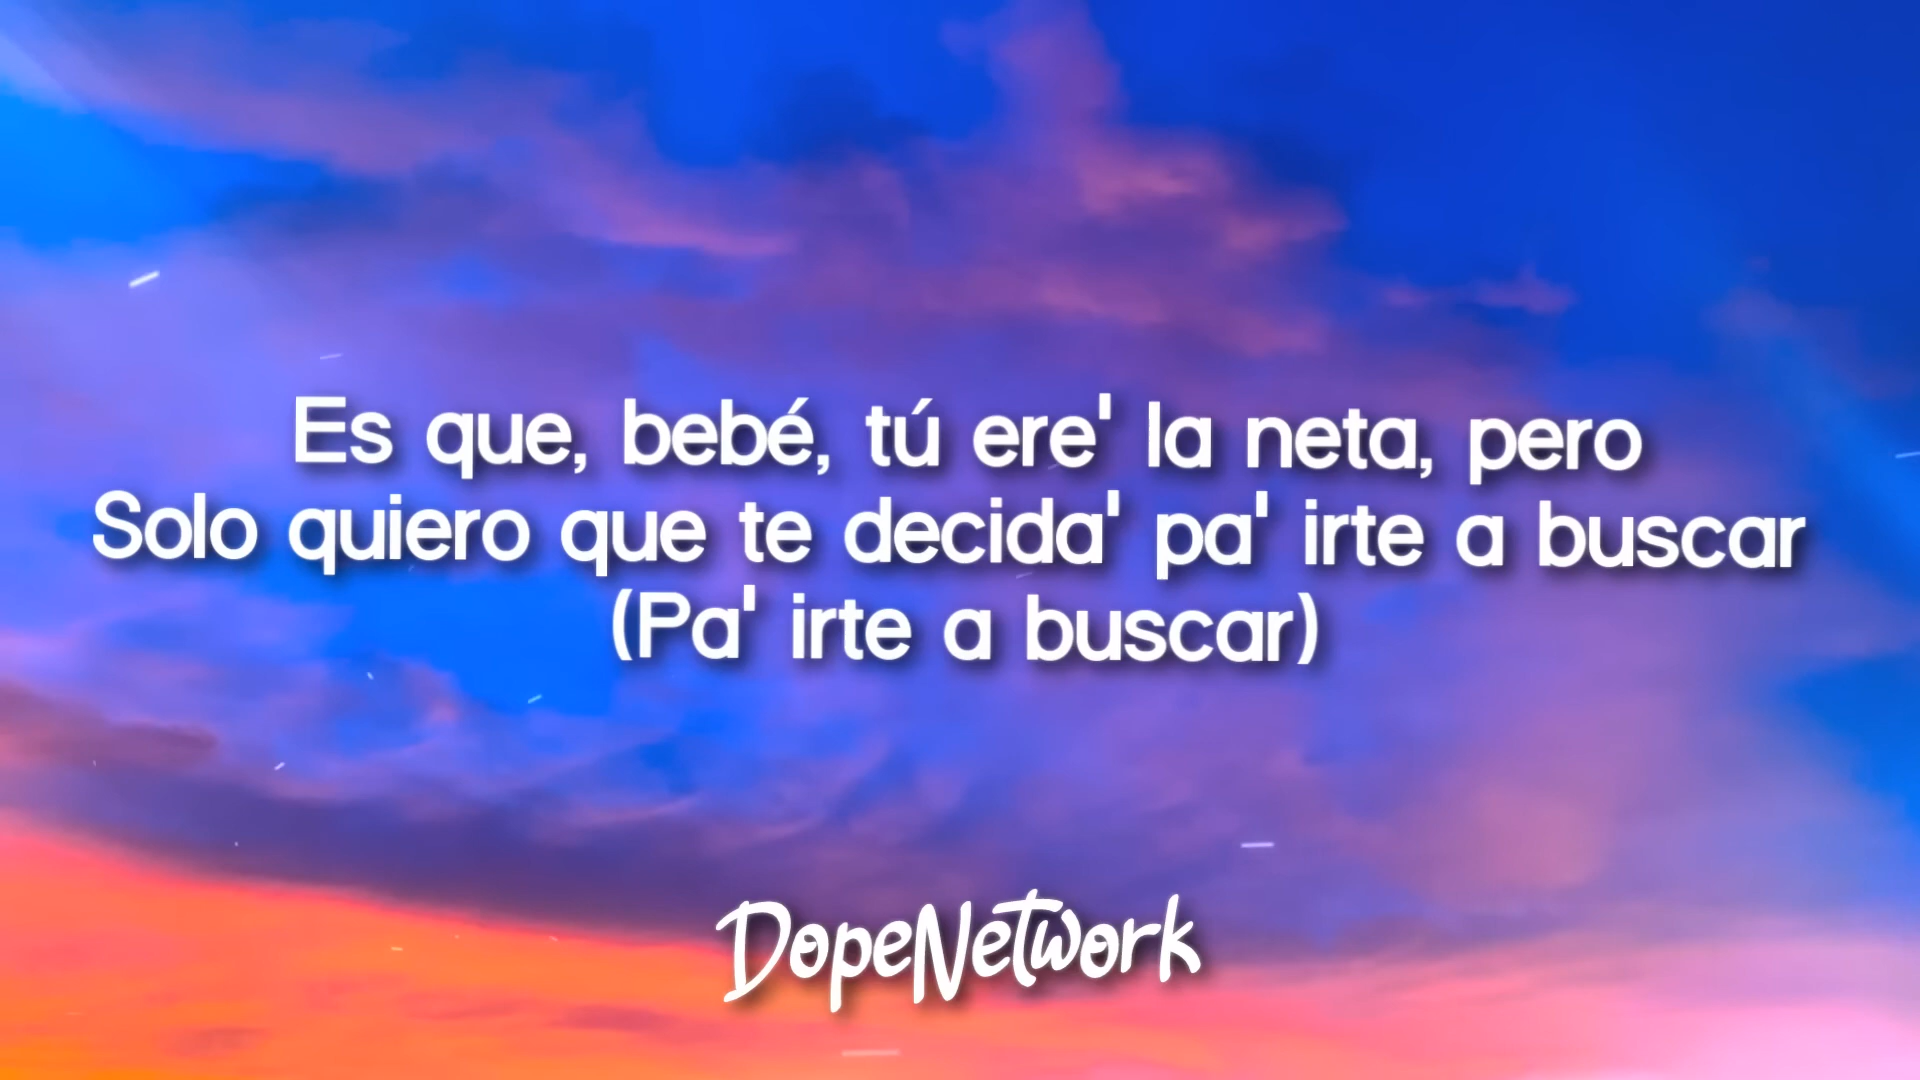 Es que, bebé, tú ere' la neta, pero
Solo quiero que te decida' pa' irte a buscar
(Pa' irte a buscar)
DopeNetwork